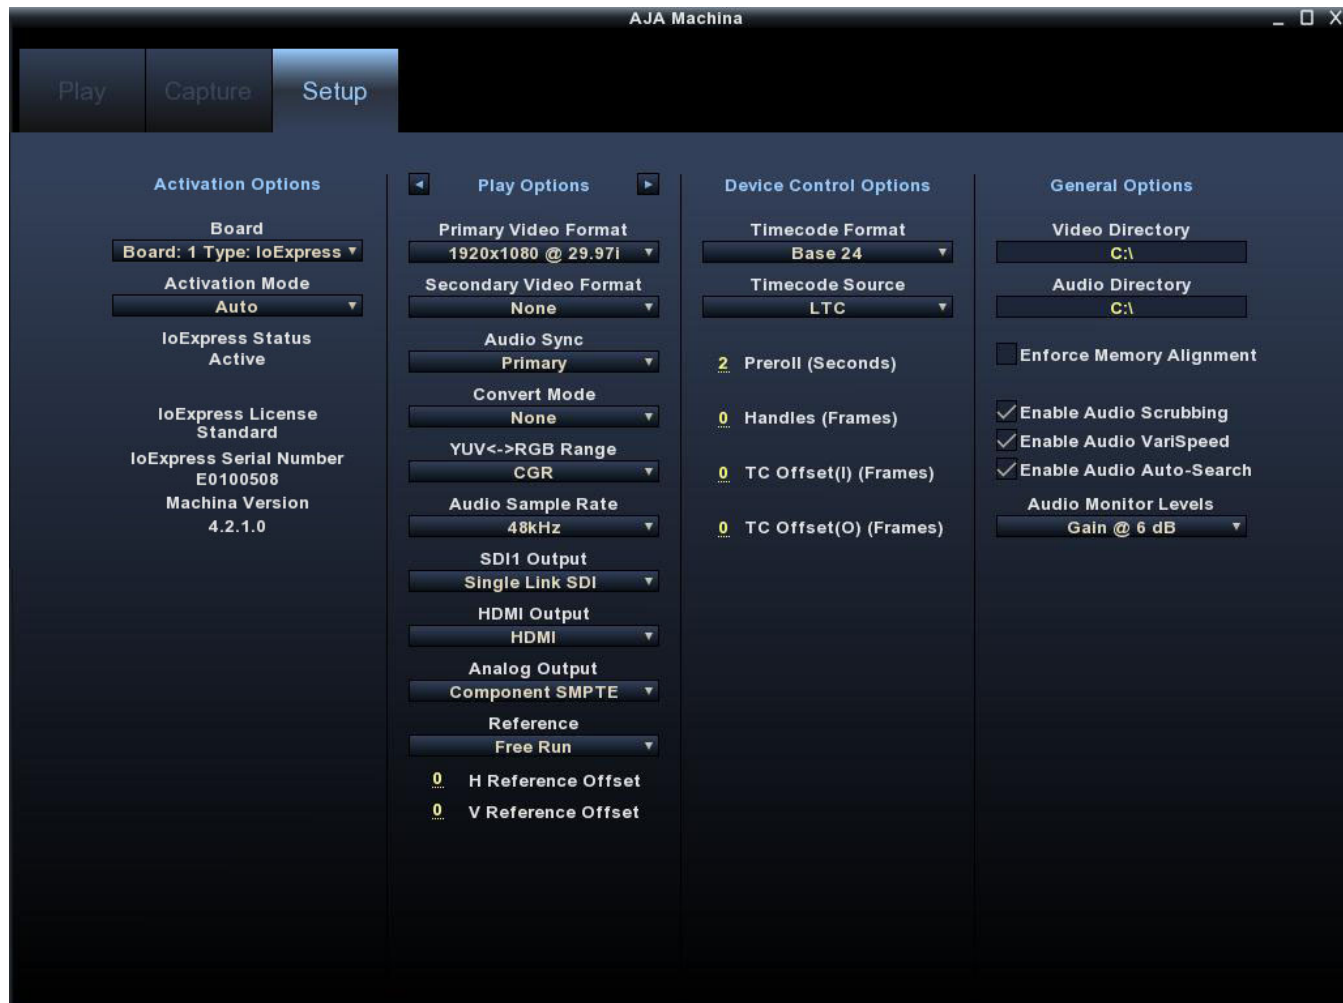 AJA Machina
Play
Capture
Setup
Activation Options
Board
Board: 1 Type: IoExpress
Activation Mode
Auto
IoExpress Status
Active
IoExpress License
Standard
IoExpress Serial Number
E0100508
Machina Version
4.2.1.0
Play Options
Primary Video Format
1920x1080 @ 29.97i
Secondary Video Format
None
Audio Sync
Primary
Convert Mode
None
YUV<->RGB Range
CGR
Audio Sample Rate
48kHz
SDI1 Output
Single Link SDI
HDMI Output
HDMI
Analog Output
Component SMPTE
Reference
Free Run
0 H Reference Offset
0 V Reference Offset
Device Control Options
Timecode Format
Base 24
Timecode Source
LTC
2 Preroll (Seconds)
0 Handles (Frames)
0 TC Offset(I) (Frames)
0 TC Offset(O) (Frames)
General Options
Video Directory
C:\
Audio Directory
C:\
Enforce Memory Alignment
Enable Audio Scrubbing
Enable Audio VariSpeed
Enable Audio Auto-Search
Audio Monitor Levels
Gain @ 6 dB